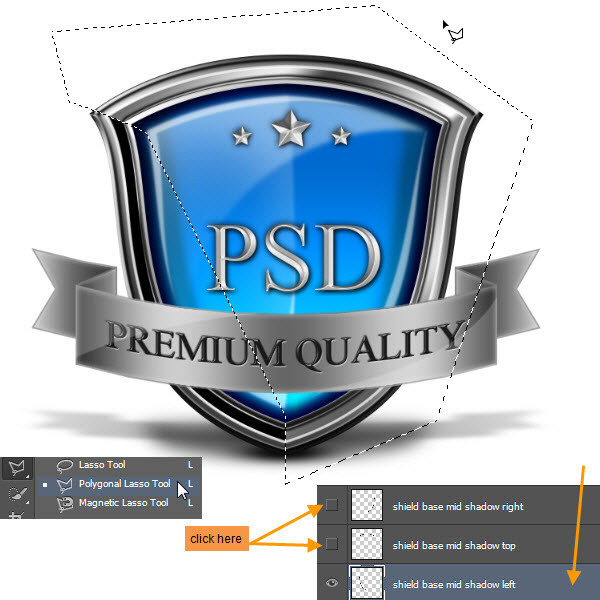 PSD
PREMIUM QUALITY
Lasso Tool L
Polygonal Lasso Tool L
Magnetic Lasso Tool L
click here
shield base mid shadow right
shield base mid shadow top
shield base mid shadow left